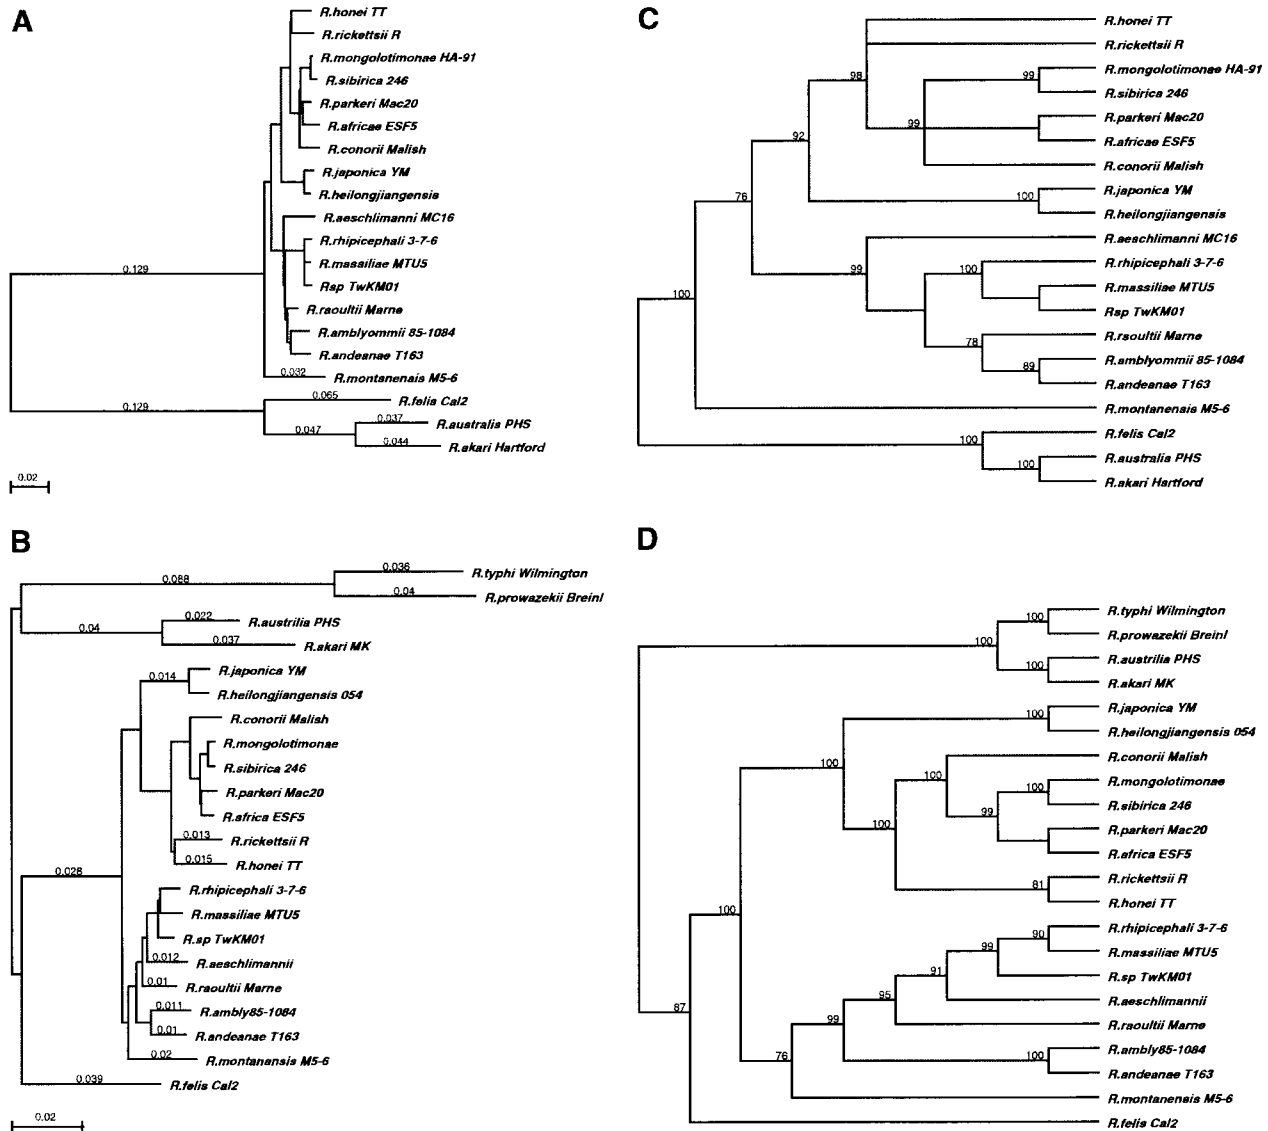 A
R.honei TT
R.rickettsii R
R.mongolotimonae HA-91
R.sibirica 246
R.parkeri Mac20
R.africae ESF5
R.conorii Malish
R.japonica YM
R.heilongjiangensis
R.aeschlimanni MC16
R.rhipicephali 3-7-6
R.massiliae MTU5
Rsp TwKM01
R.raoultii Marne
R.amblyommii 85-1084
R.andeanae T163
R.montanensis M5-6
R.felis Cal2
R.australia PHS
R.akari Hartford
0.129
0.032
0.065
0.129
0.037
0.047
0.044
0.02
C
R.honei TT
R.rickettsii R
R.mongolotimonae HA-91
R.sibirica 246
R.parkeri Mac20
R.africae ESF5
R.conorii Malish
R.japonica YM
R.heilongjiangensis
R.aeschlimanni MC16
R.rhipicephali 3-7-6
R.massiliae MTU5
Rsp TwKM01
R.rsoultii Marne
R.amblyommii 85-1084
R.andeanae T163
R.montanensis M5-6
R.felis Cal2
R.australia PHS
R.akari Hartford
99
98
99
92
100
76
99
100
100
78
89
100
100
B
R.typhi Wilmington
R.prowazekii Breinl
R.austrilia PHS
R.akari MK
R.japonica YM
R.heilongjiangensis 054
R.conorii Malish
R.mongolotimonae
R.sibirica 246
R.parkeri Mac20
R.africa ESF5
R.rickettsii R
R.honei TT
R.rhipicephsli 3-7-6
R.massiliae MTU5
R.sp TwKM01
R.aeschlimannii
R.raoultii Marne
R.ambly85-1084
R.andeanae T163
R.montanansis M5-6
R.felis Cal2
0.036
0.088
0.04
0.022
0.04
0.037
0.014
0.013
0.015
0.028
0.012
0.01
0.011
0.01
0.02
0.039
0.02
D
R.typhi Wilmington
R.prowazekii Breinl
R.austrilia PHS
R.akari MK
R.japonica YM
R.heilongjiangensis 054
R.conorii Malish
R.mongolotimonae
R.sibirica 246
R.parkeri Mac20
R.africa ESF5
R.rickettsii R
R.honei TT
R.rhipicephali 3-7-6
R.massiliae MTU5
R.sp TwKM01
R.aeschlimannii
R.raoultii Marne
R.ambly85-1084
R.andeanae T163
R.montanensis M5-6
R.felis Cal2
100
100
100
100
100
100
100
99
100
81
100
90
99
91
95
99
87
76
100